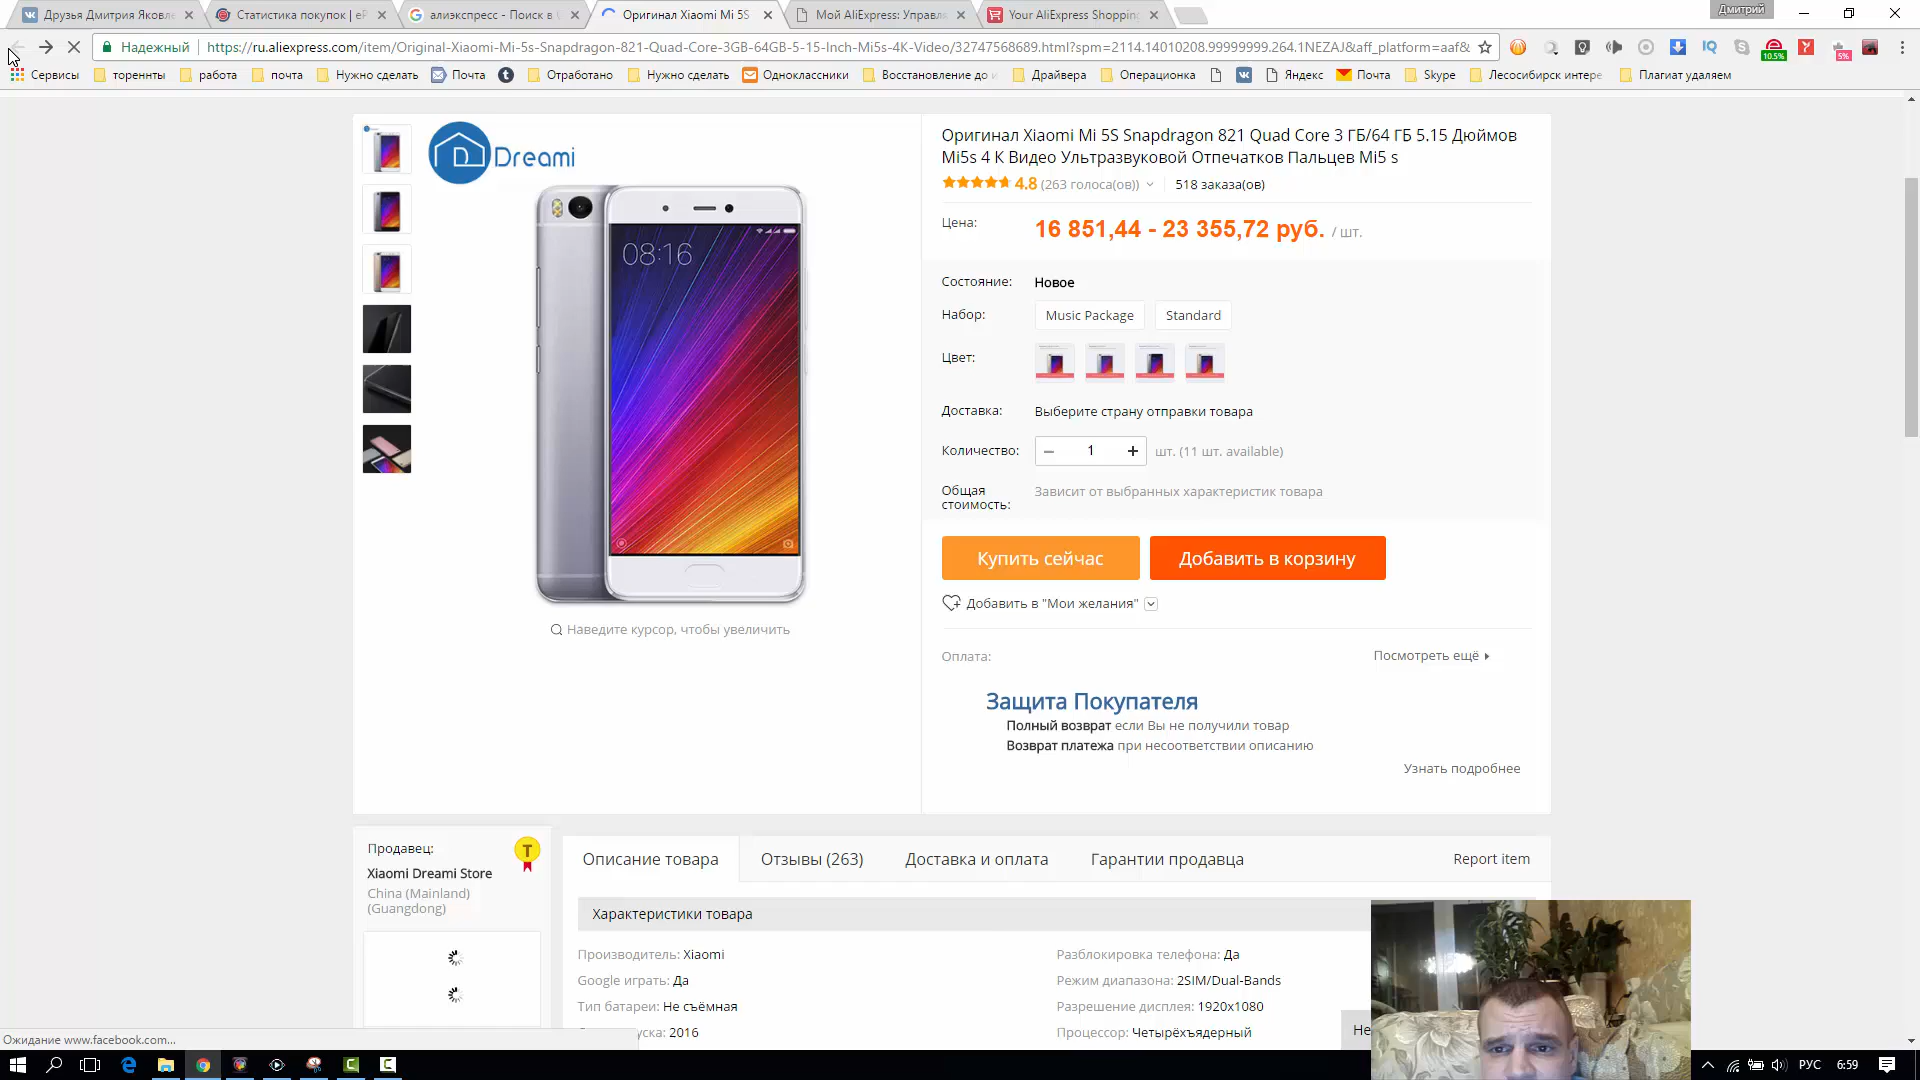 Друзья Дмитрия Яковле
Статистика покупок | eP
алиэкспресс - Поиск в G
Оригинал Xiaomi Mi 5S
Мой AliExpress: Управл
Your AliExpress Shopping
Дмитрий
Надежный
https://ru.aliexpress.com/item/Original-Xiaomi-Mi-5s-Snapdragon-821-Quad-Core-3GB-64GB-5-15-Inch-Mi5s-4K-Video/32747568689.html?spm=2114.14010208.99999999.264.1NEZAJ&aff_platform=aaf&
10.5%
5%
Сервисы
тореннты
работа
почта
Нужно сделать
Почта
Отработано
Нужно сделать
Одноклассники
Восстановление до и
Драйвера
Операционка
Яндекс
Почта
Skype
Лесосибирск интере
Плагиат удаляем
Dreami
08:16
Наведите курсор, чтобы увеличить
Оригинал Xiaomi Mi 5S Snapdragon 821 Quad Core 3 ГБ/64 ГБ 5.15 Дюймов
Mi5s 4 К Видео Ультразвуковой Отпечатков Пальцев Mi5 s
4.8 (263 голоса(ов)) 518 заказа(ов)
Цена: 16 851,44 - 23 355,72 руб. / шт.
Состояние: Новое
Набор: Music Package Standard
Цвет:
Доставка: Выберите страну отправки товара
Количество: − 1 + шт. (11 шт. available)
Общая стоимость: Зависит от выбранных характеристик товара
Купить сейчас
Добавить в корзину
Добавить в "Мои желания"
Оплата:
Посмотреть ещё
Защита Покупателя
Полный возврат если Вы не получили товар
Возврат платежа при несоответствии описанию
Узнать подробнее
Продавец:
T
Xiaomi Dreami Store
China (Mainland)
(Guangdong)
Описание товара
Отзывы (263)
Доставка и оплата
Гарантии продавца
Report item
Характеристики товара
Производитель: Xiaomi
Разблокировка телефона: Да
Google играть: Да
Режим диапазона: 2SIM/Dual-Bands
Тип батареи: Не съёмная
Разрешение дисплея: 1920x1080
уска: 2016
Процессор: Четырёхъядерный
Не
Ожидание www.facebook.com...
РУС
6:59